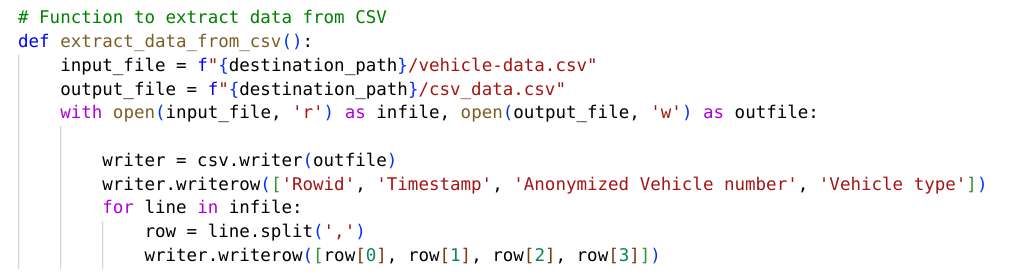 # Function to extract data from CSV
def extract_data_from_csv():
    input_file = f"{destination_path}/vehicle-data.csv"
    output_file = f"{destination_path}/csv_data.csv"
    with open(input_file, 'r') as infile, open(output_file, 'w') as outfile:

        writer = csv.writer(outfile)
        writer.writerow(['Rowid', 'Timestamp', 'Anonymized Vehicle number', 'Vehicle type'])
        for line in infile:
            row = line.split(',')
            writer.writerow([row[0], row[1], row[2], row[3]])